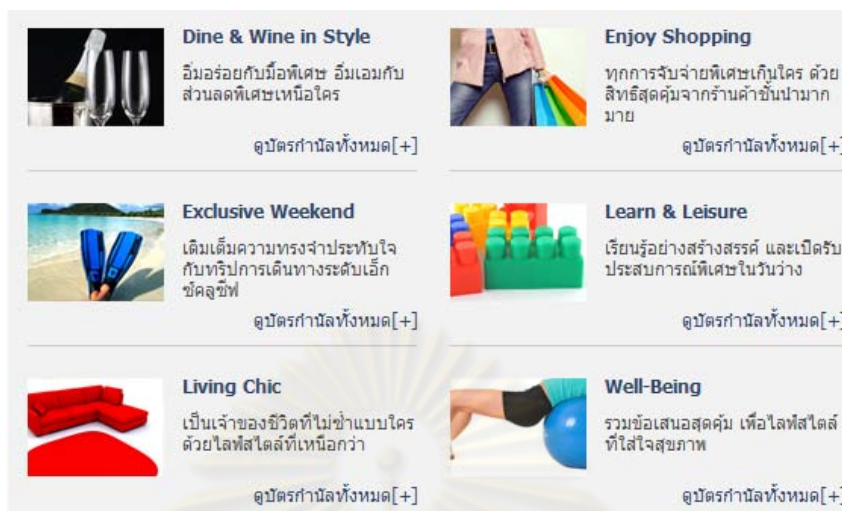 Dine & Wine in Style
อิ่มอร่อยกับมื้อพิเศษ อิ่มเอมกับ
ส่วนลดพิเศษเหนือใคร
ดูบัตรกำนัลทั้งหมด[+]
Enjoy Shopping
ทุกการจับจ่ายพิเศษเกินใคร ด้วย
สิทธิสุดคุ้มจากร้านค้าชั้นนำมาก
มาย
ดูบัตรกำนัลทั้งหมด[+]
Exclusive Weekend
เติมเต็มความทรงจำประทับใจ
กับทริปการเดินทางระดับเอ็ก
ซ์คลูซีฟ
ดูบัตรกำนัลทั้งหมด[+]
Learn & Leisure
เรียนรู้อย่างสร้างสรรค์ และเปิดรับ
ประสบการณ์พิเศษในวันว่าง
ดูบัตรกำนัลทั้งหมด[+]
Living Chic
เป็นเจ้าของชีวิตที่ไม่ซ้ำแบบใคร
ด้วยไลฟ์สไตล์ที่เหนือกว่า
ดูบัตรกำนัลทั้งหมด[+]
Well-Being
รวมข้อเสนอสุดคุ้ม เพื่อไลฟ์สไตล์
ที่ใส่ใจสุขภาพ
ดูบัตรกำนัลทั้งหมด[+]